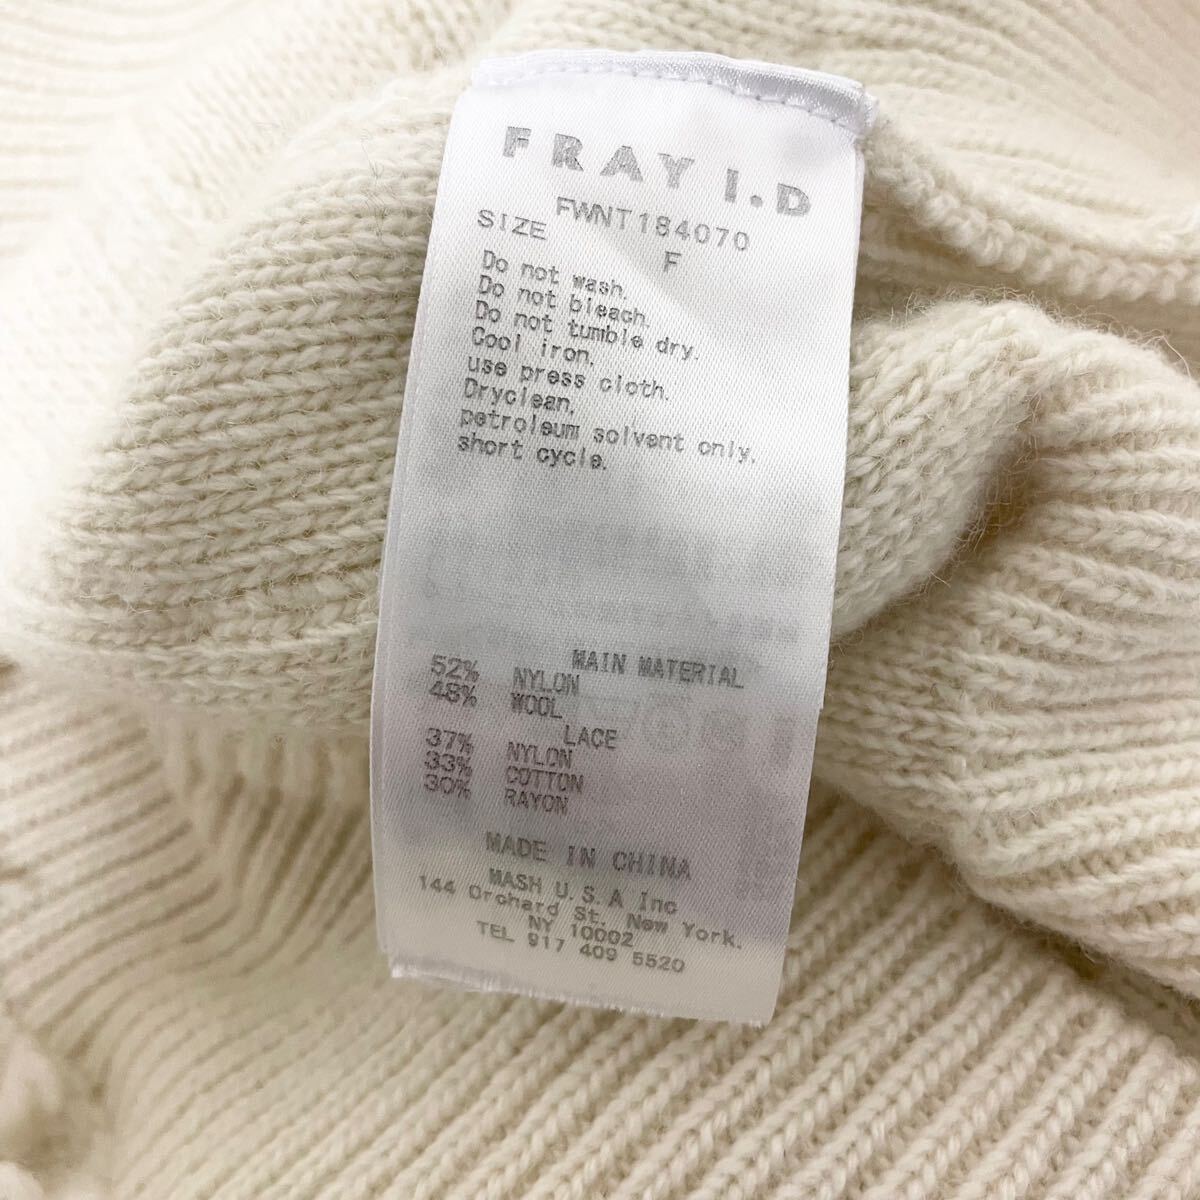 FRAY I.D
FWNT184070
SIZE F
Do not wash.
Do not bleach.
Do not tumble dry.
Cool iron.
use press cloth.
Dryclean,
petroleum solvent only.
short cycle.
MAIN MATERIAL
52% NYLON
48% WOOL
LACE
37% NYLON
33% COTTON
30% RAYON
MADE IN CHINA
MASH U.S.A Inc
144 Orchard St. New York.
NY 10002
TEL 917 409 5520